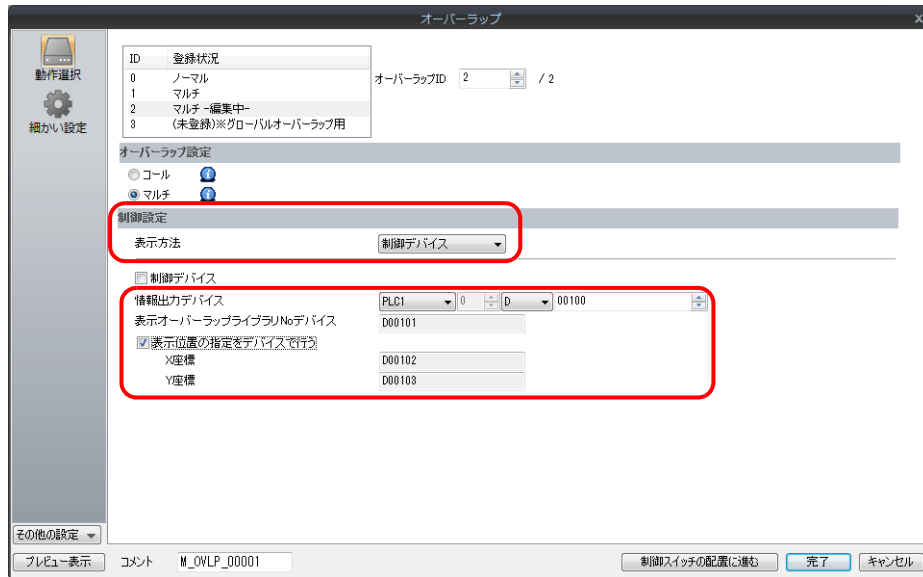 オーバーラップ
x
動作選択
細かい設定
ID 登録状況
0 ノーマル
1 マルチ
2 マルチ -編集中-
3 (未登録)※グローバルオーバーラップ用
オーバーラップID 2 / 2
オーバーラップ設定
コール
マルチ
制御設定
表示方法 制御デバイス
制御デバイス
情報出力デバイス PLC1 0 D 00100
表示オーバーラップライブラリNoデバイス D00101
表示位置の指定をデバイスで行う
X座標 D00102
Y座標 D00103
その他の設定
プレビュー表示 コメント M_OVLP_00001 制御スイッチの配置に進む 完了 キャンセル